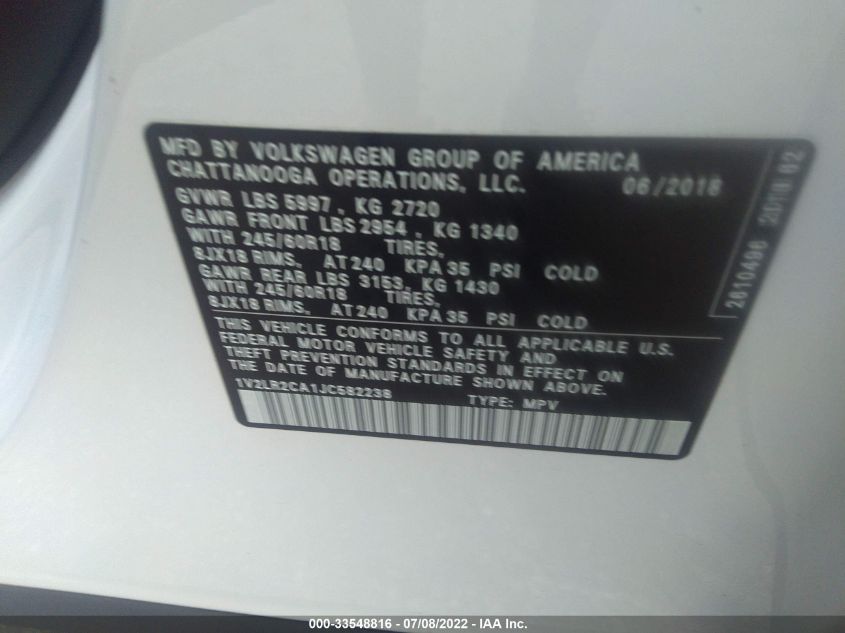 MFD BY VOLKSWAGEN GROUP OF AMERICA
CHATTANOOGA OPERATIONS, LLC. 06/2018
GVWR LBS 5997 , KG 2720
GAWR FRONT LBS 2954 , KG 1340
WITH 245/60R18 TIRES,
8JX18 RIMS, AT 240 KPA 35 PSI COLD
GAWR REAR LBS 3153, KG 1430
WITH 245/60R18 TIRES,
8JX18 RIMS, AT 240 KPA 35 PSI COLD
THIS VEHICLE CONFORMS TO ALL APPLICABLE U.S.
FEDERAL MOTOR VEHICLE SAFETY AND
THEFT PREVENTION STANDARDS IN EFFECT ON
THE DATE OF MANUFACTURE SHOWN ABOVE.
1V2LR2CA1JC582238 TYPE: MPV
2610496 2018 82
000-33548816 - 07/08/2022 - IAA Inc.